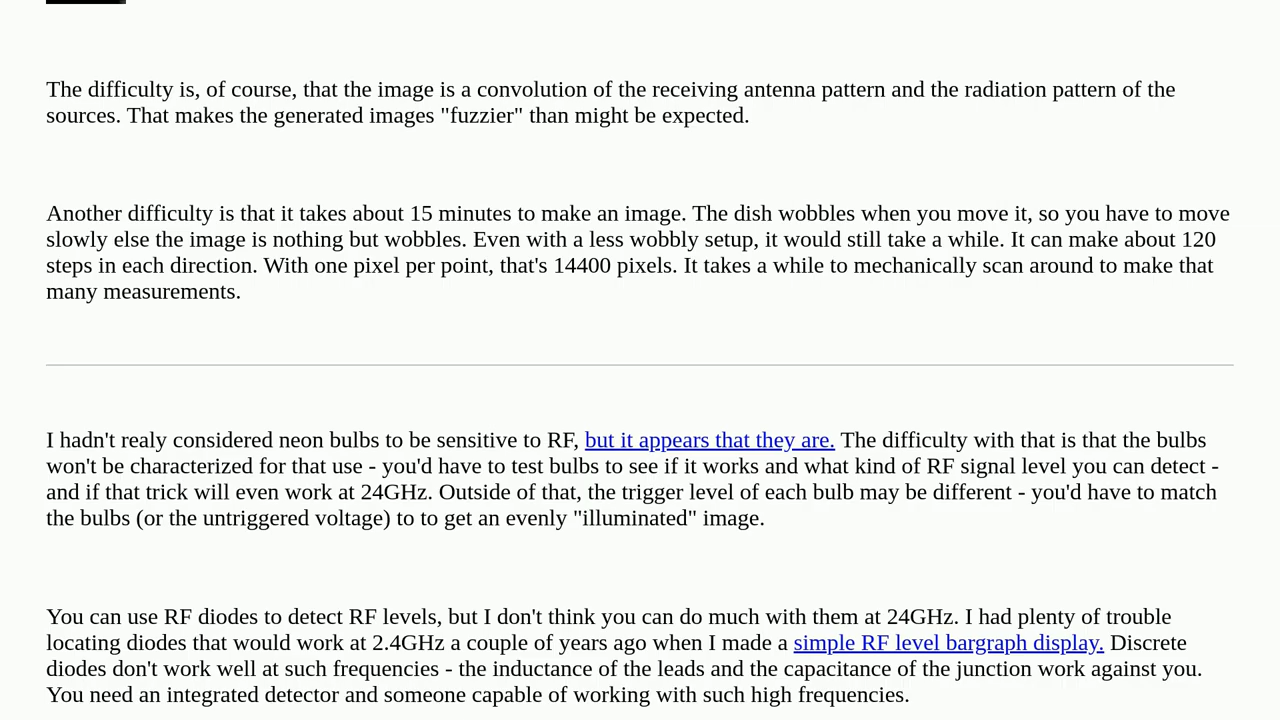 The difficulty is, of course, that the image is a convolution of the receiving antenna pattern and the radiation pattern of the
sources. That makes the generated images "fuzzier" than might be expected.
Another difficulty is that it takes about 15 minutes to make an image. The dish wobbles when you move it, so you have to move
slowly else the image is nothing but wobbles. Even with a less wobbly setup, it would still take a while. It can make about 120
steps in each direction. With one pixel per point, that's 14400 pixels. It takes a while to mechanically scan around to make that
many measurements.
I hadn't realy considered neon bulbs to be sensitive to RF, but it appears that they are. The difficulty with that is that the bulbs
won't be characterized for that use - you'd have to test bulbs to see if it works and what kind of RF signal level you can detect -
and if that trick will even work at 24GHz. Outside of that, the trigger level of each bulb may be different - you'd have to match
the bulbs (or the untriggered voltage) to to get an evenly "illuminated" image.
You can use RF diodes to detect RF levels, but I don't think you can do much with them at 24GHz. I had plenty of trouble
locating diodes that would work at 2.4GHz a couple of years ago when I made a simple RF level bargraph display. Discrete
diodes don't work well at such frequencies - the inductance of the leads and the capacitance of the junction work against you.
You need an integrated detector and someone capable of working with such high frequencies.